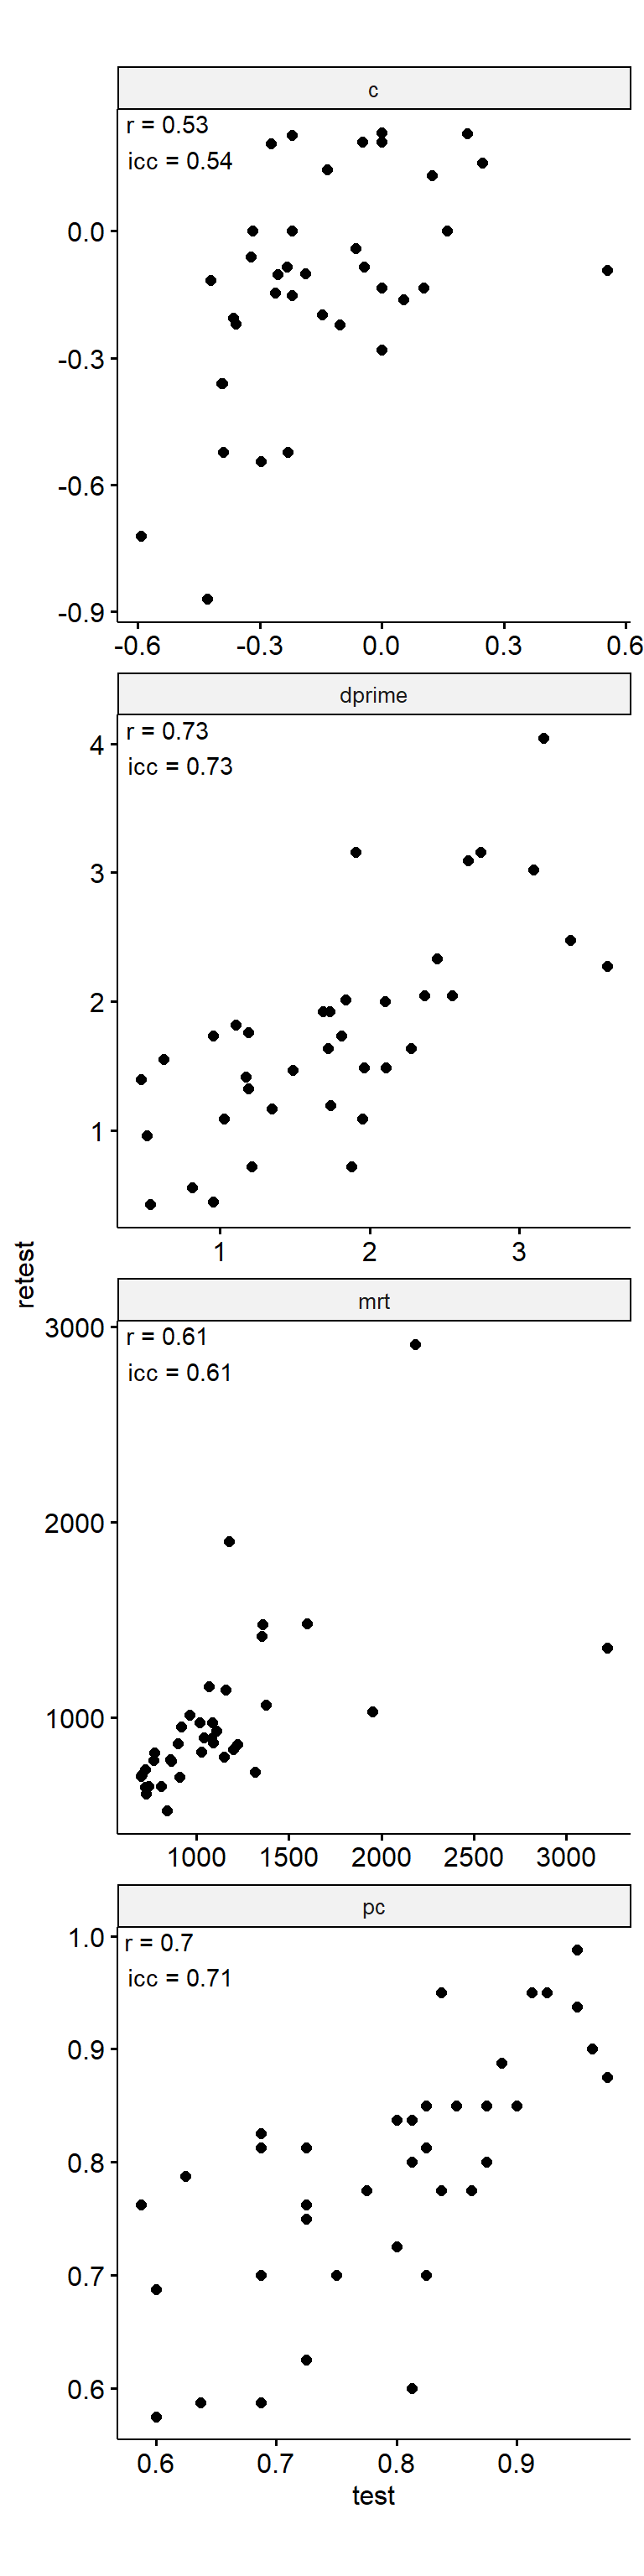 c
r = 0.53
icc = 0.54
0.0
-0.3
-0.6
-0.9
-0.6 -0.3 0.0 0.3 0.6
dprime
r = 0.73
icc = 0.73
4
3
2
1
1 2 3
retest
mrt
r = 0.61
icc = 0.61
3000
2000
1000
1000 1500 2000 2500 3000
pc
r = 0.7
icc = 0.71
1.0
0.9
0.8
0.7
0.6
0.6 0.7 0.8 0.9
test